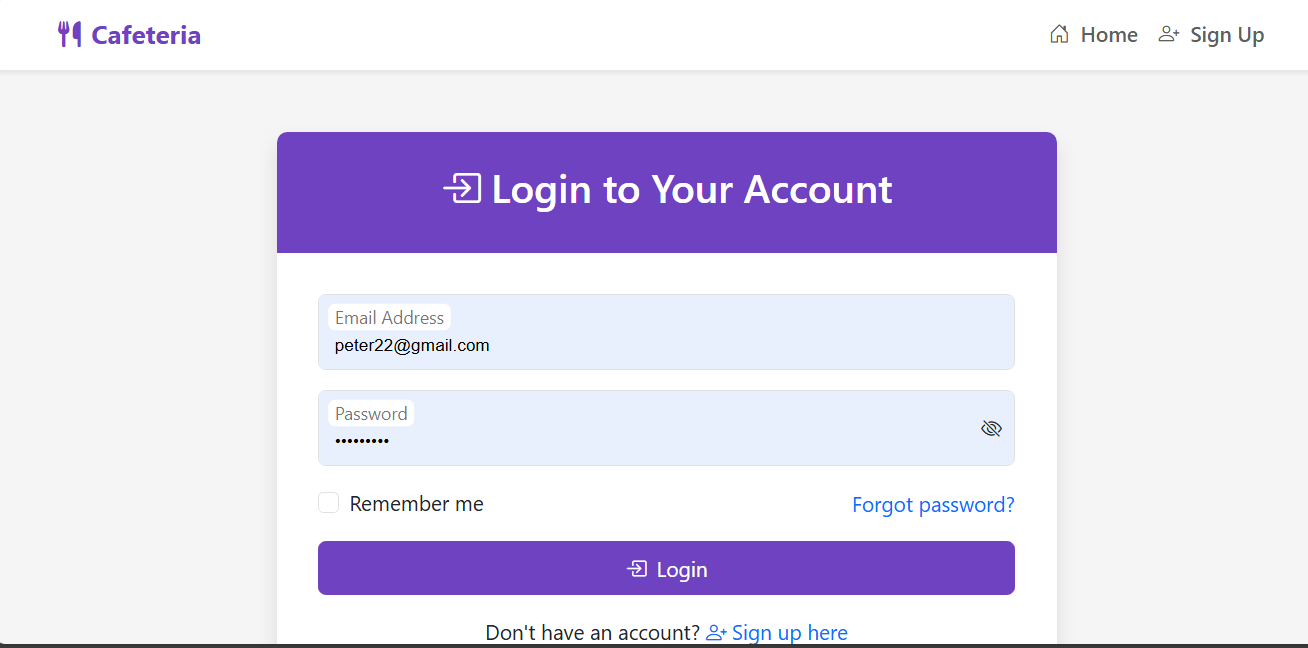 Cafeteria
Home
Sign Up
Login to Your Account
Email Address
peter22@gmail.com
Password
•••••••••
Remember me
Forgot password?
Login
Don't have an account? Sign up here